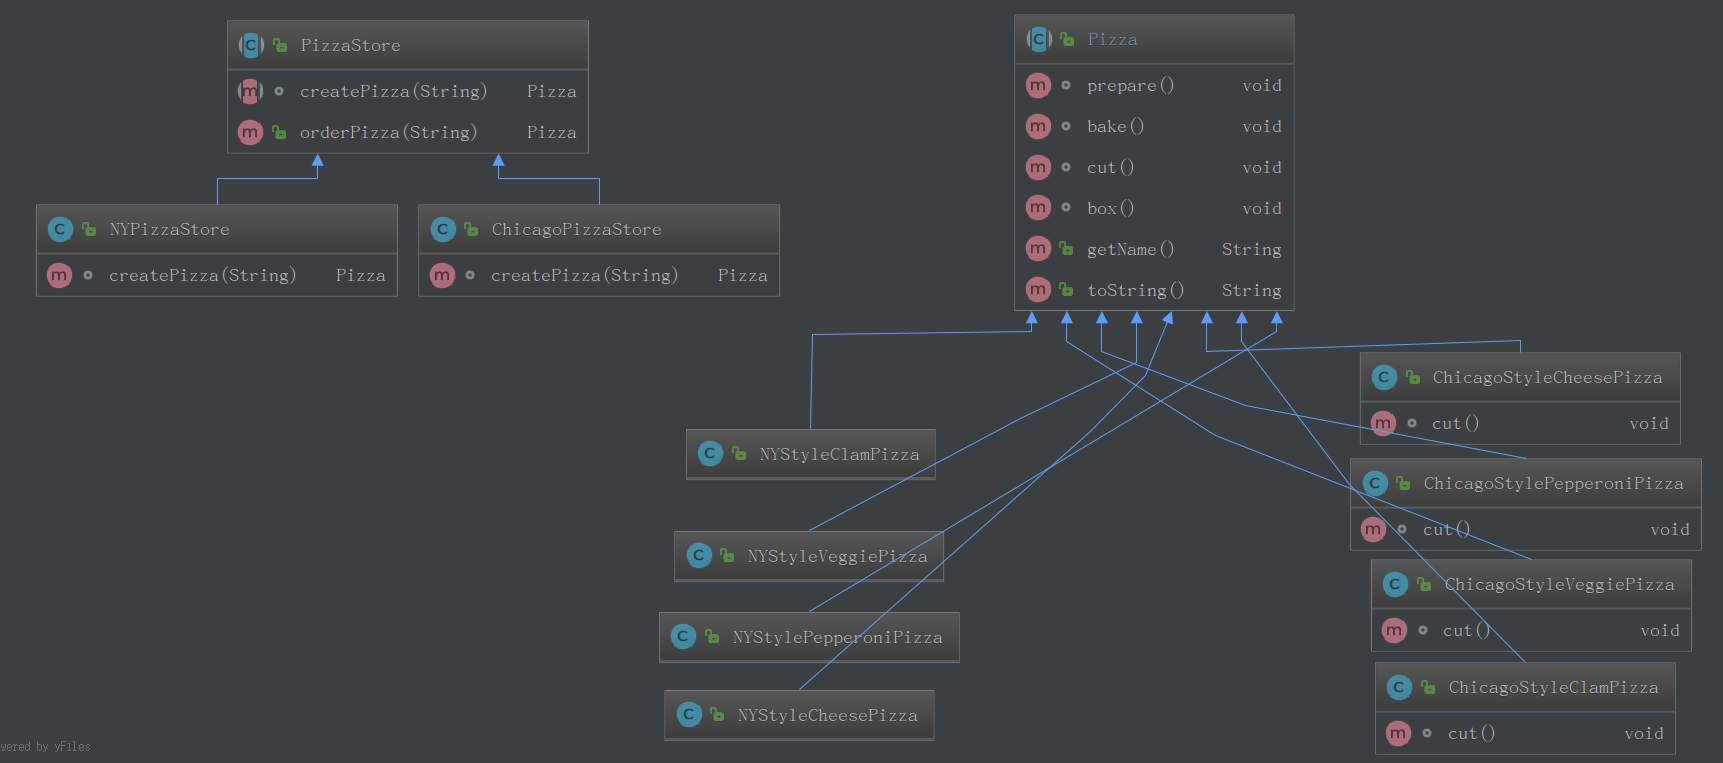 PizzaStore
createPizza(String) Pizza
orderPizza(String) Pizza
NYPizzaStore
createPizza(String) Pizza
ChicagoPizzaStore
createPizza(String) Pizza
Pizza
prepare() void
bake() void
cut() void
box() void
getName() String
toString() String
NYStyleClamPizza
NYStyleVeggiePizza
NYStylePepperoniPizza
NYStyleCheesePizza
ChicagoStyleCheesePizza
cut() void
ChicagoStylePepperoniPizza
cut() void
ChicagoStyleVeggiePizza
cut() void
ChicagoStyleClamPizza
cut() void
wered by yFiles